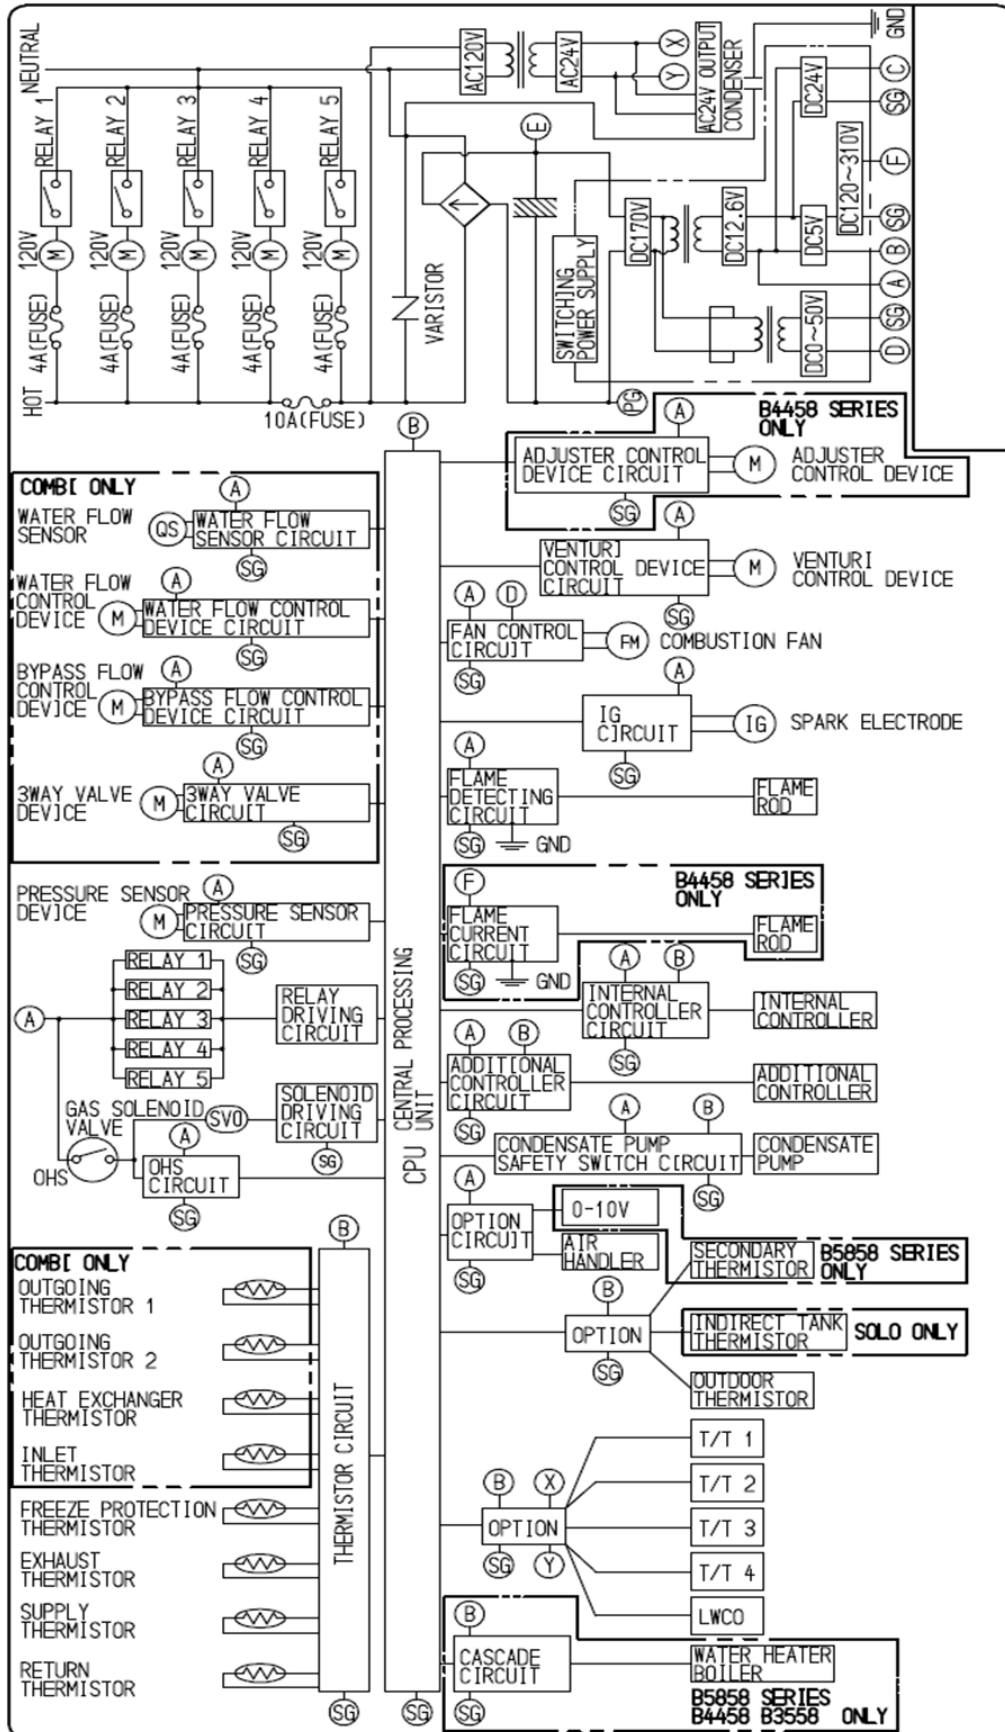 NEUTRAL
RELAY 1
RELAY 2
RELAY 3
RELAY 4
RELAY 5
120V
120V
120V
120V
120V
M
M
M
M
M
HOT
4A(FUSE)
4A(FUSE)
4A(FUSE)
4A(FUSE)
4A(FUSE)
10A(FUSE)
VARISTOR
AC120V
AC24V
X
Y
AC24V OUTPUT
CONDENSER
GND
E
SWITCHING
POWER SUPPLY
DC170V
DC12.6V
DC24V
DC5V
DC120~310V
DC0~50V
C
SG
F
SG
B
A
SG
D
PG
B
CPU CENTRAL PROCESSING
UNIT
SG
COMBI ONLY
WATER FLOW
SENSOR
QS
A
WATER FLOW
SENSOR CIRCUIT
SG
WATER FLOW
CONTROL
DEVICE
M
A
WATER FLOW CONTROL
DEVICE CIRCUIT
SG
BYPASS FLOW
CONTROL
DEVICE
M
A
BYPASS FLOW CONTROL
DEVICE CIRCUIT
SG
3WAY VALVE
DEVICE
M
A
3WAY VALVE
CIRCUIT
SG
PRESSURE SENSOR
DEVICE
M
A
PRESSURE SENSOR
CIRCUIT
SG
A
RELAY 1
RELAY 2
RELAY 3
RELAY 4
RELAY 5
RELAY
DRIVING
CIRCUIT
GAS SOLENOID
VALVE
SV0
SOLENOID
DRIVING
CIRCUIT
SG
OHS
A
OHS
CIRCUIT
SG
COMBI ONLY
OUTGOING
THERMISTOR 1
OUTGOING
THERMISTOR 2
HEAT EXCHANGER
THERMISTOR
INLET
THERMISTOR
FREEZE PROTECTION
THERMISTOR
EXHAUST
THERMISTOR
SUPPLY
THERMISTOR
RETURN
THERMISTOR
B
THERMISTOR CIRCUIT
SG
B4458 SERIES
ONLY
A
ADJUSTER CONTROL
DEVICE CIRCUIT
SG
M
ADJUSTER
CONTROL DEVICE
A
VENTURI
CONTROL DEVICE
CIRCUIT
SG
M
VENTURI
CONTROL DEVICE
A
D
FAN CONTROL
CIRCUIT
SG
FM
COMBUSTION FAN
A
IG
CIRCUIT
SG
IG
SPARK ELECTRODE
A
FLAME
DETECTING
CIRCUIT
SG
GND
FLAME
ROD
B4458 SERIES
ONLY
F
FLAME
CURRENT
CIRCUIT
SG
GND
FLAME
ROD
A
B
INTERNAL
CONTROLLER
CIRCUIT
SG
INTERNAL
CONTROLLER
A
B
ADDITIONAL
CONTROLLER
CIRCUIT
SG
ADDITIONAL
CONTROLLER
A
B
CONDENSATE PUMP
SAFETY SWITCH CIRCUIT
SG
CONDENSATE
PUMP
A
OPTION
CIRCUIT
SG
0-10V
AIR
HANDLER
B
OPTION
SG
SECONDARY
THERMISTOR
B5858 SERIES
ONLY
INDIRECT TANK
THERMISTOR
SOLO ONLY
OUTDOOR
THERMISTOR
B
X
OPTION
SG
Y
T/T 1
T/T 2
T/T 3
T/T 4
LWCO
B
CASCADE
CIRCUIT
SG
WATER HEATER
BOILER
B5858 SERIES
B4458 B3558 ONLY